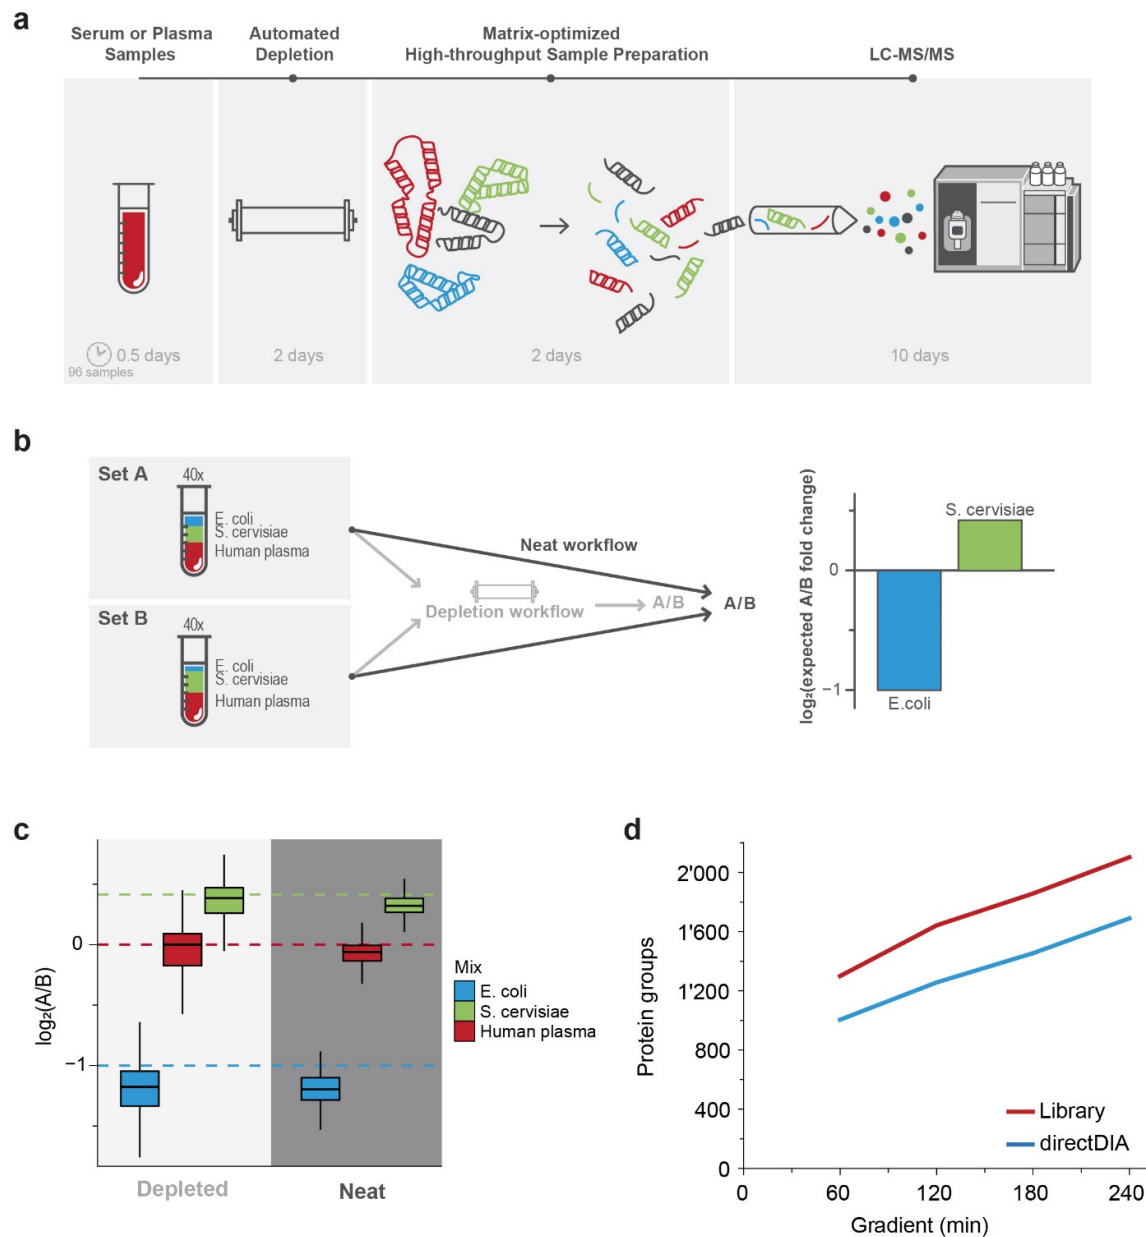 a
Serum or Plasma
Samples
Automated
Depletion
Matrix-optimized
High-throughput Sample Preparation
LC-MS/MS
0.5 days
96 samples
2 days
2 days
10 days
b
Set A
40x
E. coli
S. cervisiae
Human plasma
Set B
40x
E. coli
S. cervisiae
Human plasma
Neat workflow
Depletion workflow
A/B
A/B
log₂(expected A/B fold change)
0
−1
S. cervisiae
E.coli
c
log₂(A/B)
0
−1
Depleted
Neat
Mix
E. coli
S. cervisiae
Human plasma
d
Protein groups
2'000
1'600
1'200
800
400
0
Library
directDIA
0
60
120
180
240
Gradient (min)